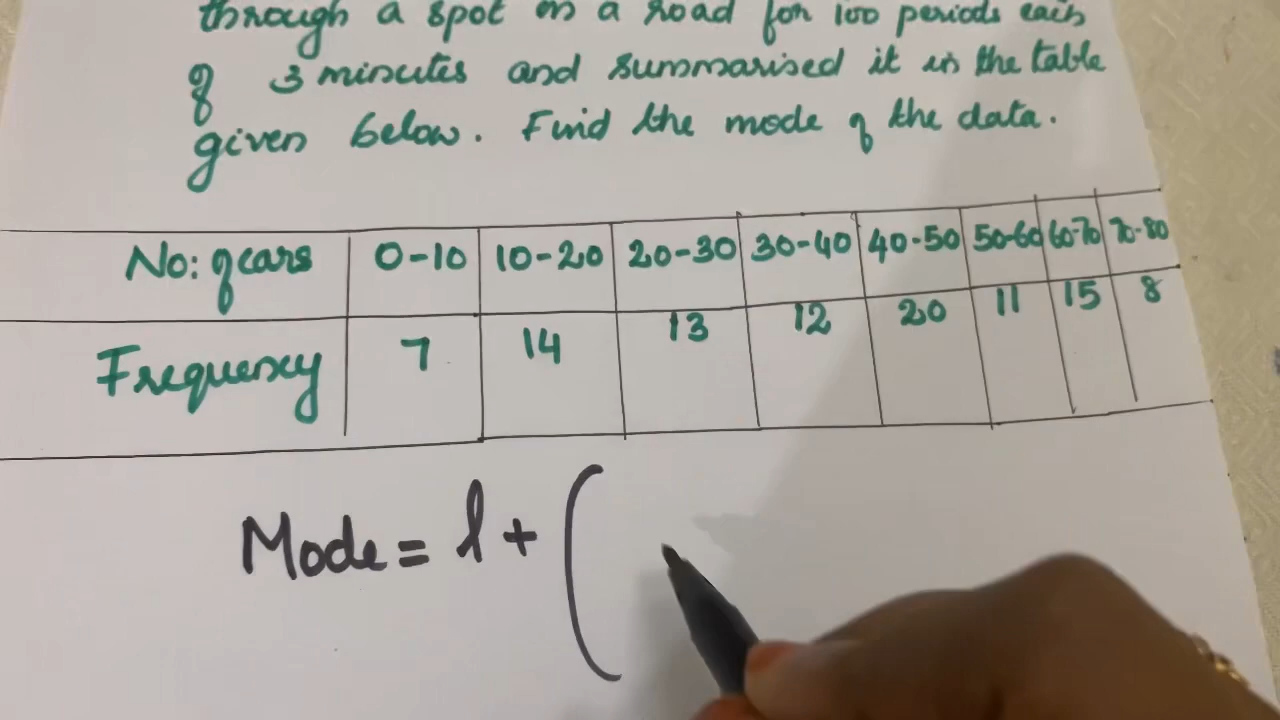 through a spot on a road for 100 periods each
of 3 minutes and summarised it in the table
given below. Find the mode of the data.
No: of cars 0-10 10-20 20-30 30-40 40-50 50-60 60-70 70-80
Frequency 7 14 13 12 20 11 15 8
Mode = l + (